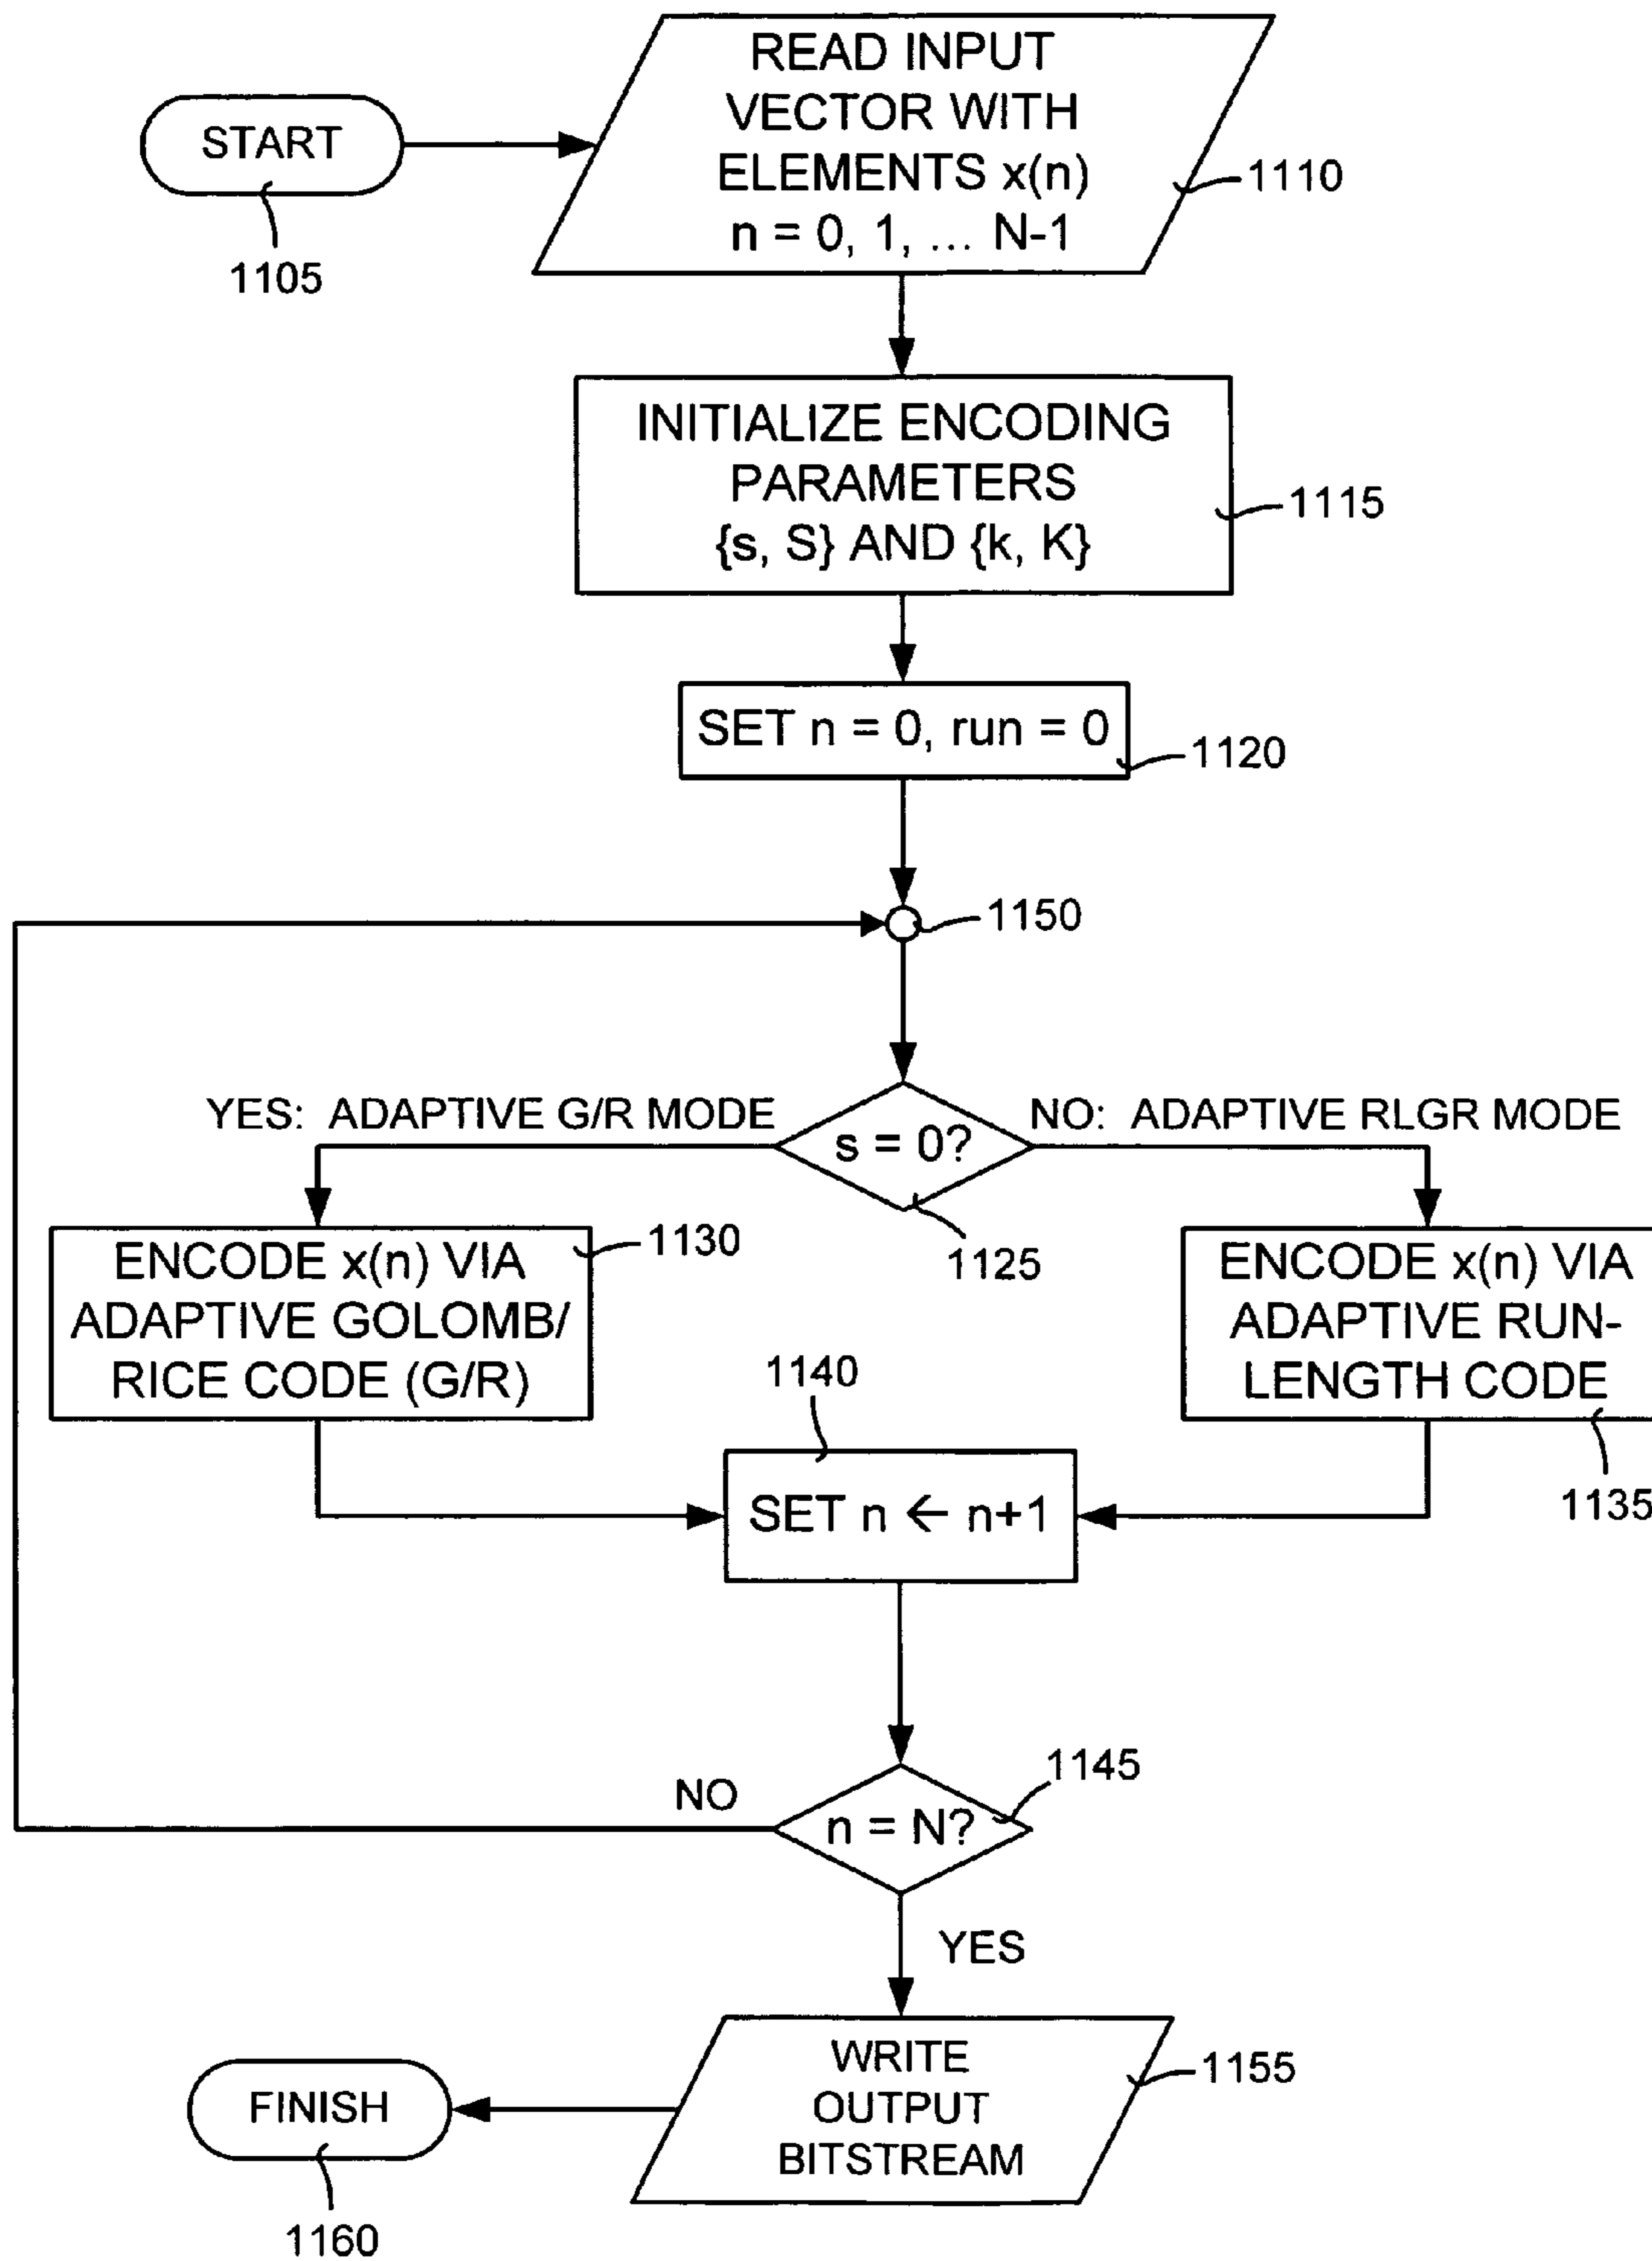 START
1105
READ INPUT
VECTOR WITH
ELEMENTS x(n)
n = 0, 1, ... N-1
1110
INITIALIZE ENCODING
PARAMETERS
{s, S} AND {k, K}
1115
SET n = 0, run = 0
1120
1150
YES: ADAPTIVE G/R MODE
s = 0?
NO: ADAPTIVE RLGR MODE
1125
ENCODE x(n) VIA
ADAPTIVE GOLOMB/
RICE CODE (G/R)
1130
ENCODE x(n) VIA
ADAPTIVE RUN-
LENGTH CODE
1135
1140
SET n ← n+1
1145
n = N?
NO
YES
WRITE
OUTPUT
BITSTREAM
1155
FINISH
1160